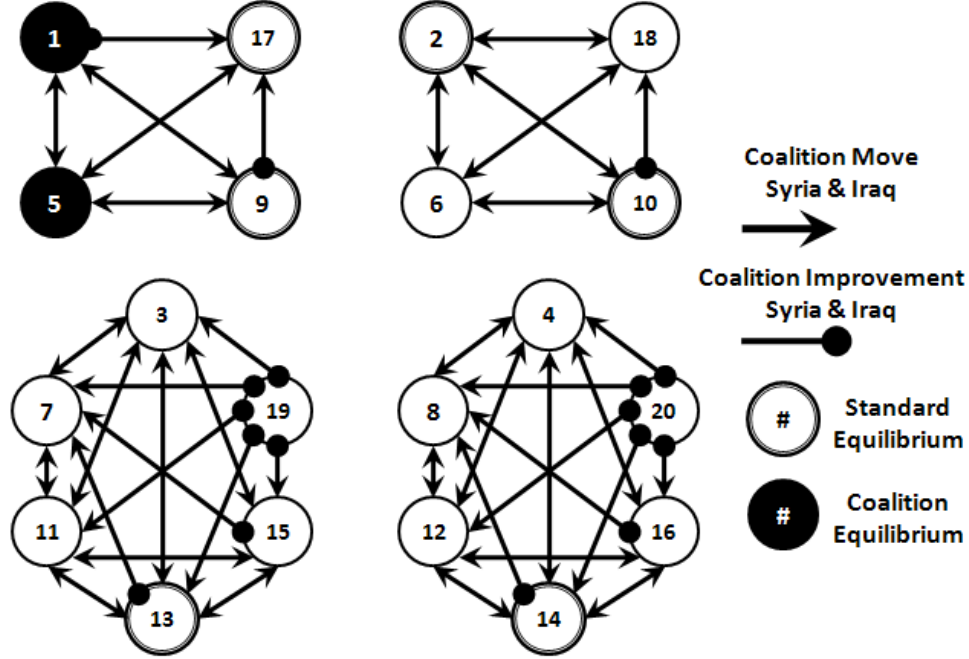 1
17
2
18
5
9
6
10
Coalition Move
Syria & Iraq
Coalition Improvement
Syria & Iraq
3
4
7
19
8
20
#
Standard
Equilibrium
11
15
12
16
#
Coalition
Equilibrium
13
14